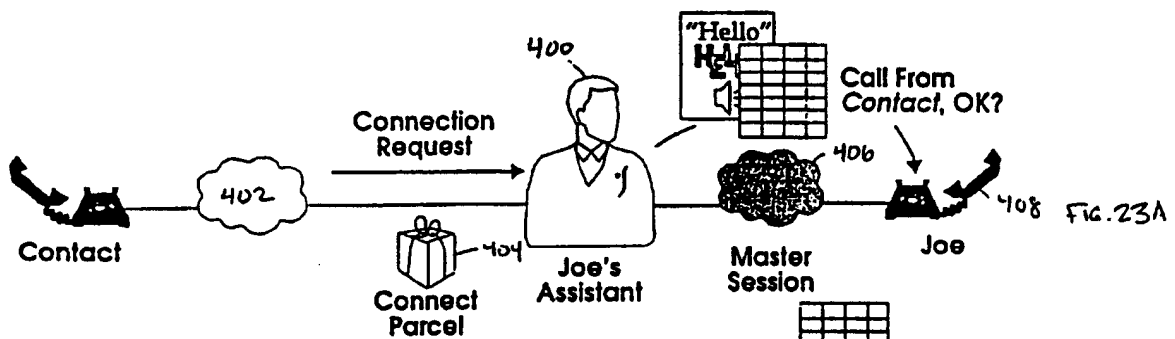 "Hello"
400
Call From
Contact, OK?
Connection
Request
402
406
408
FIG. 23A
Contact
404
Joe's
Assistant
Master
Session
Joe
Connect
Parcel